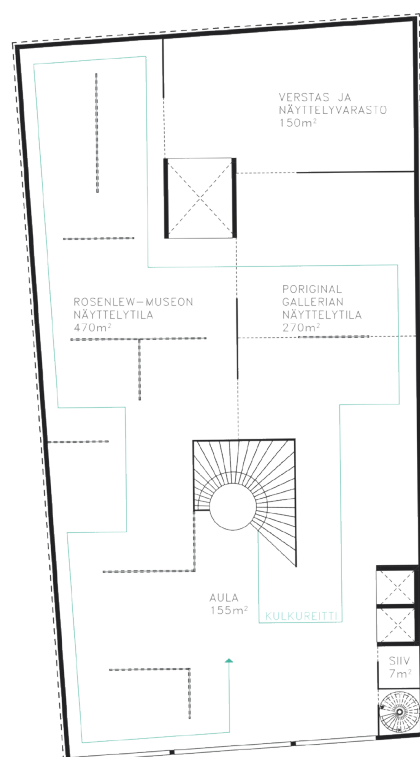 VERSTAS JA
NÄYTTELYVARASTO
150m²
ROSENLEW-MUSEON
NÄYTTELYTILA
470m²
PORIGINAL
GALLERIAN
NÄYTTELYTILA
270m²
AULA
155m²
KULKUREITTI
SIIV
7m²